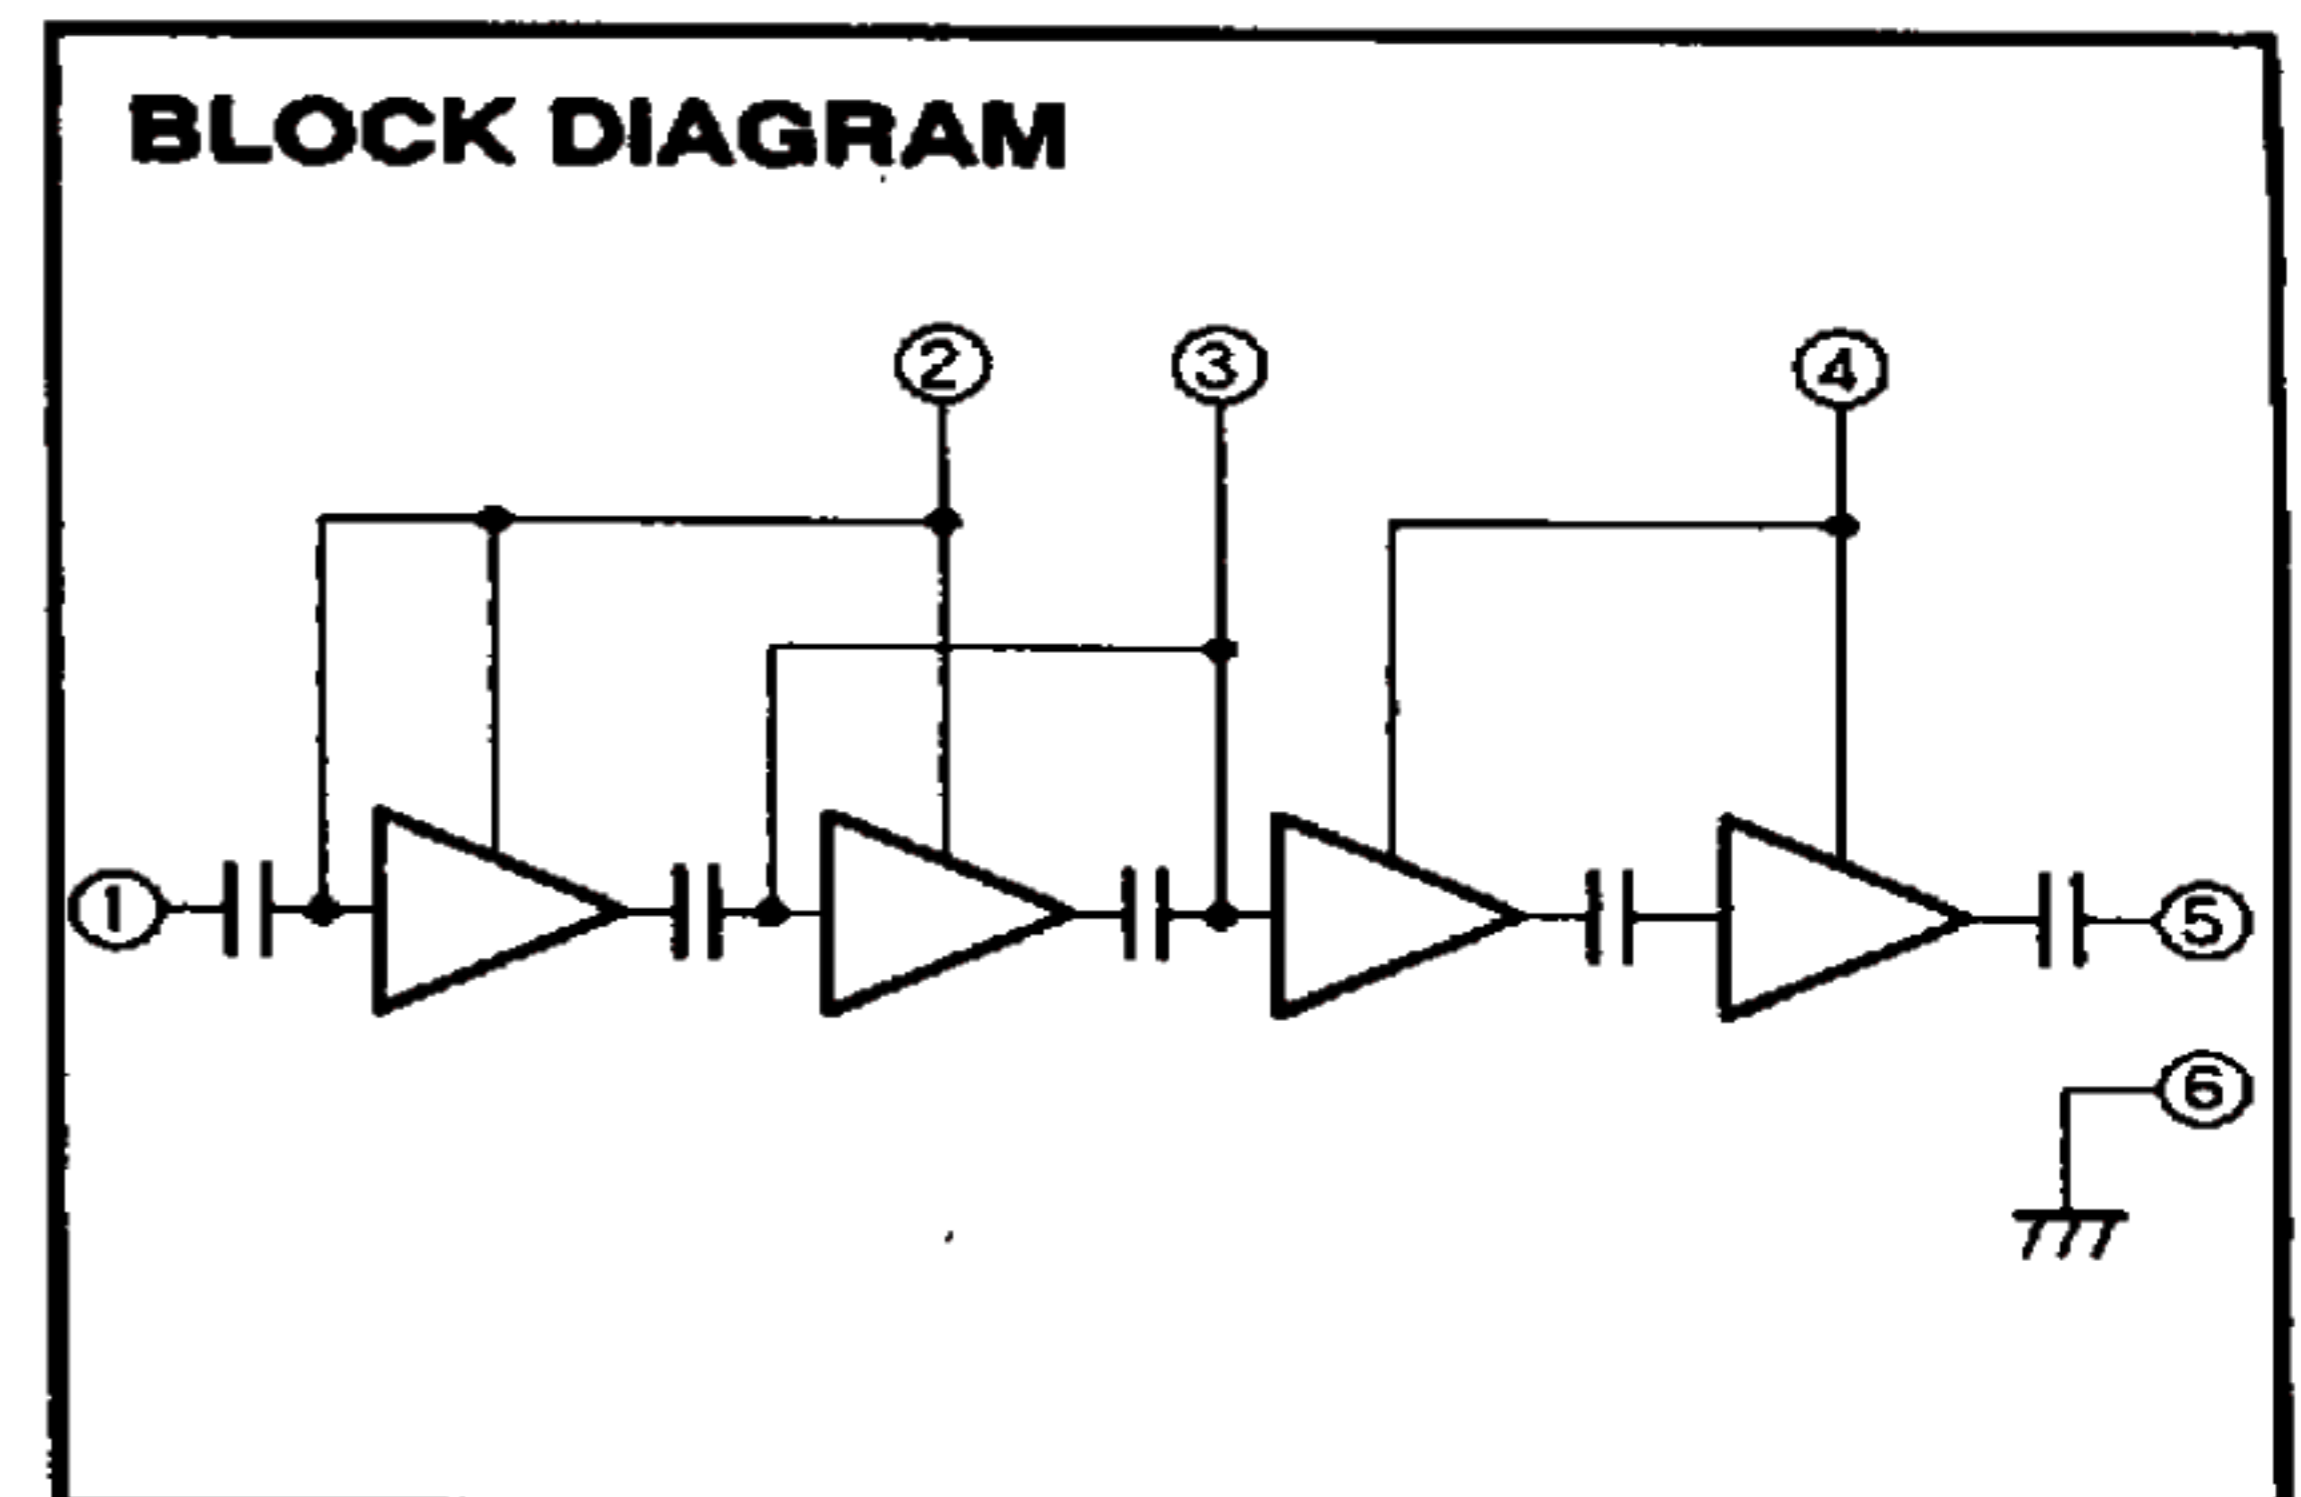 BLOCK DIAGRAM
② ③ ④
① ⑤
⑥